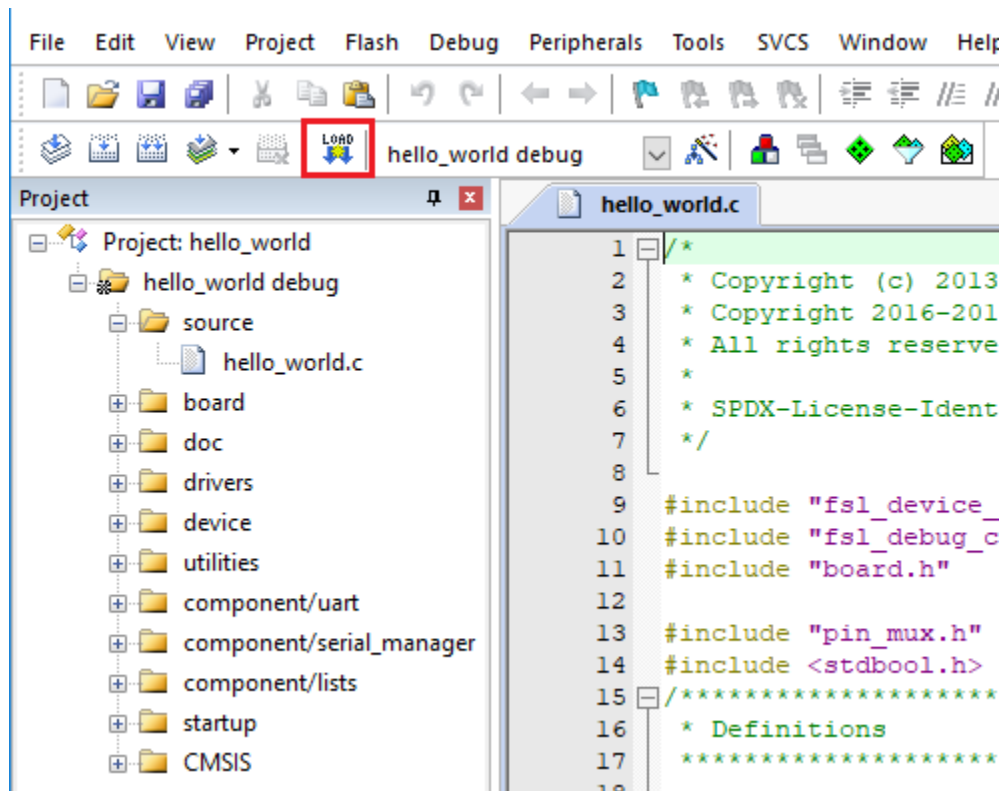 File Edit View Project Flash Debug Peripherals Tools SVCS Window Help
LOAD hello_world debug
Project
hello_world.c
Project: hello_world
hello_world debug
source
hello_world.c
board
doc
drivers
device
utilities
component/uart
component/serial_manager
component/lists
startup
CMSIS
1 /*
2 * Copyright (c) 2013
3 * Copyright 2016-201
4 * All rights reserve
5 *
6 * SPDX-License-Ident
7 */
8
9 #include "fsl_device_
10 #include "fsl_debug_c
11 #include "board.h"
12
13 #include "pin_mux.h"
14 #include <stdbool.h>
15 /********************
16 * Definitions
17 ********************
18